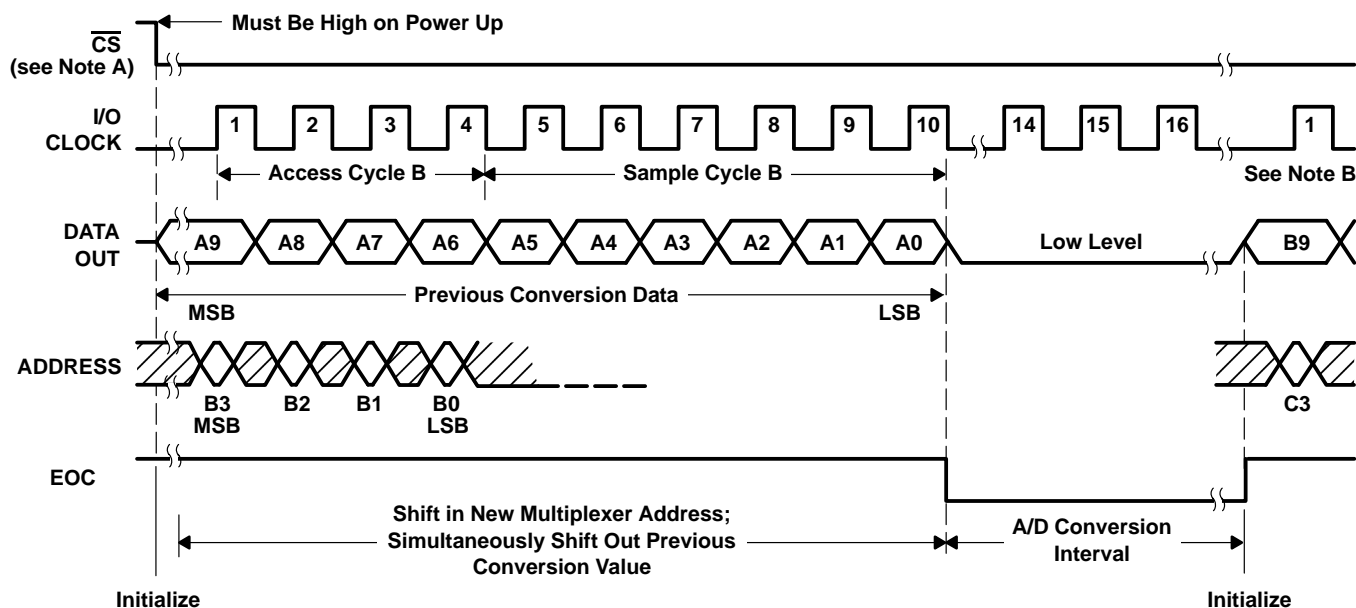 Must Be High on Power Up
CS
(see Note A)
I/O
CLOCK
1 2 3 4 5 6 7 8 9 10 14 15 16 1
Access Cycle B
Sample Cycle B
See Note B
DATA
OUT
A9 A8 A7 A6 A5 A4 A3 A2 A1 A0
Low Level
B9
Previous Conversion Data
MSB
LSB
ADDRESS
B3 B2 B1 B0
MSB
LSB
C3
EOC
Shift in New Multiplexer Address;
Simultaneously Shift Out Previous
Conversion Value
A/D Conversion
Interval
Initialize
Initialize